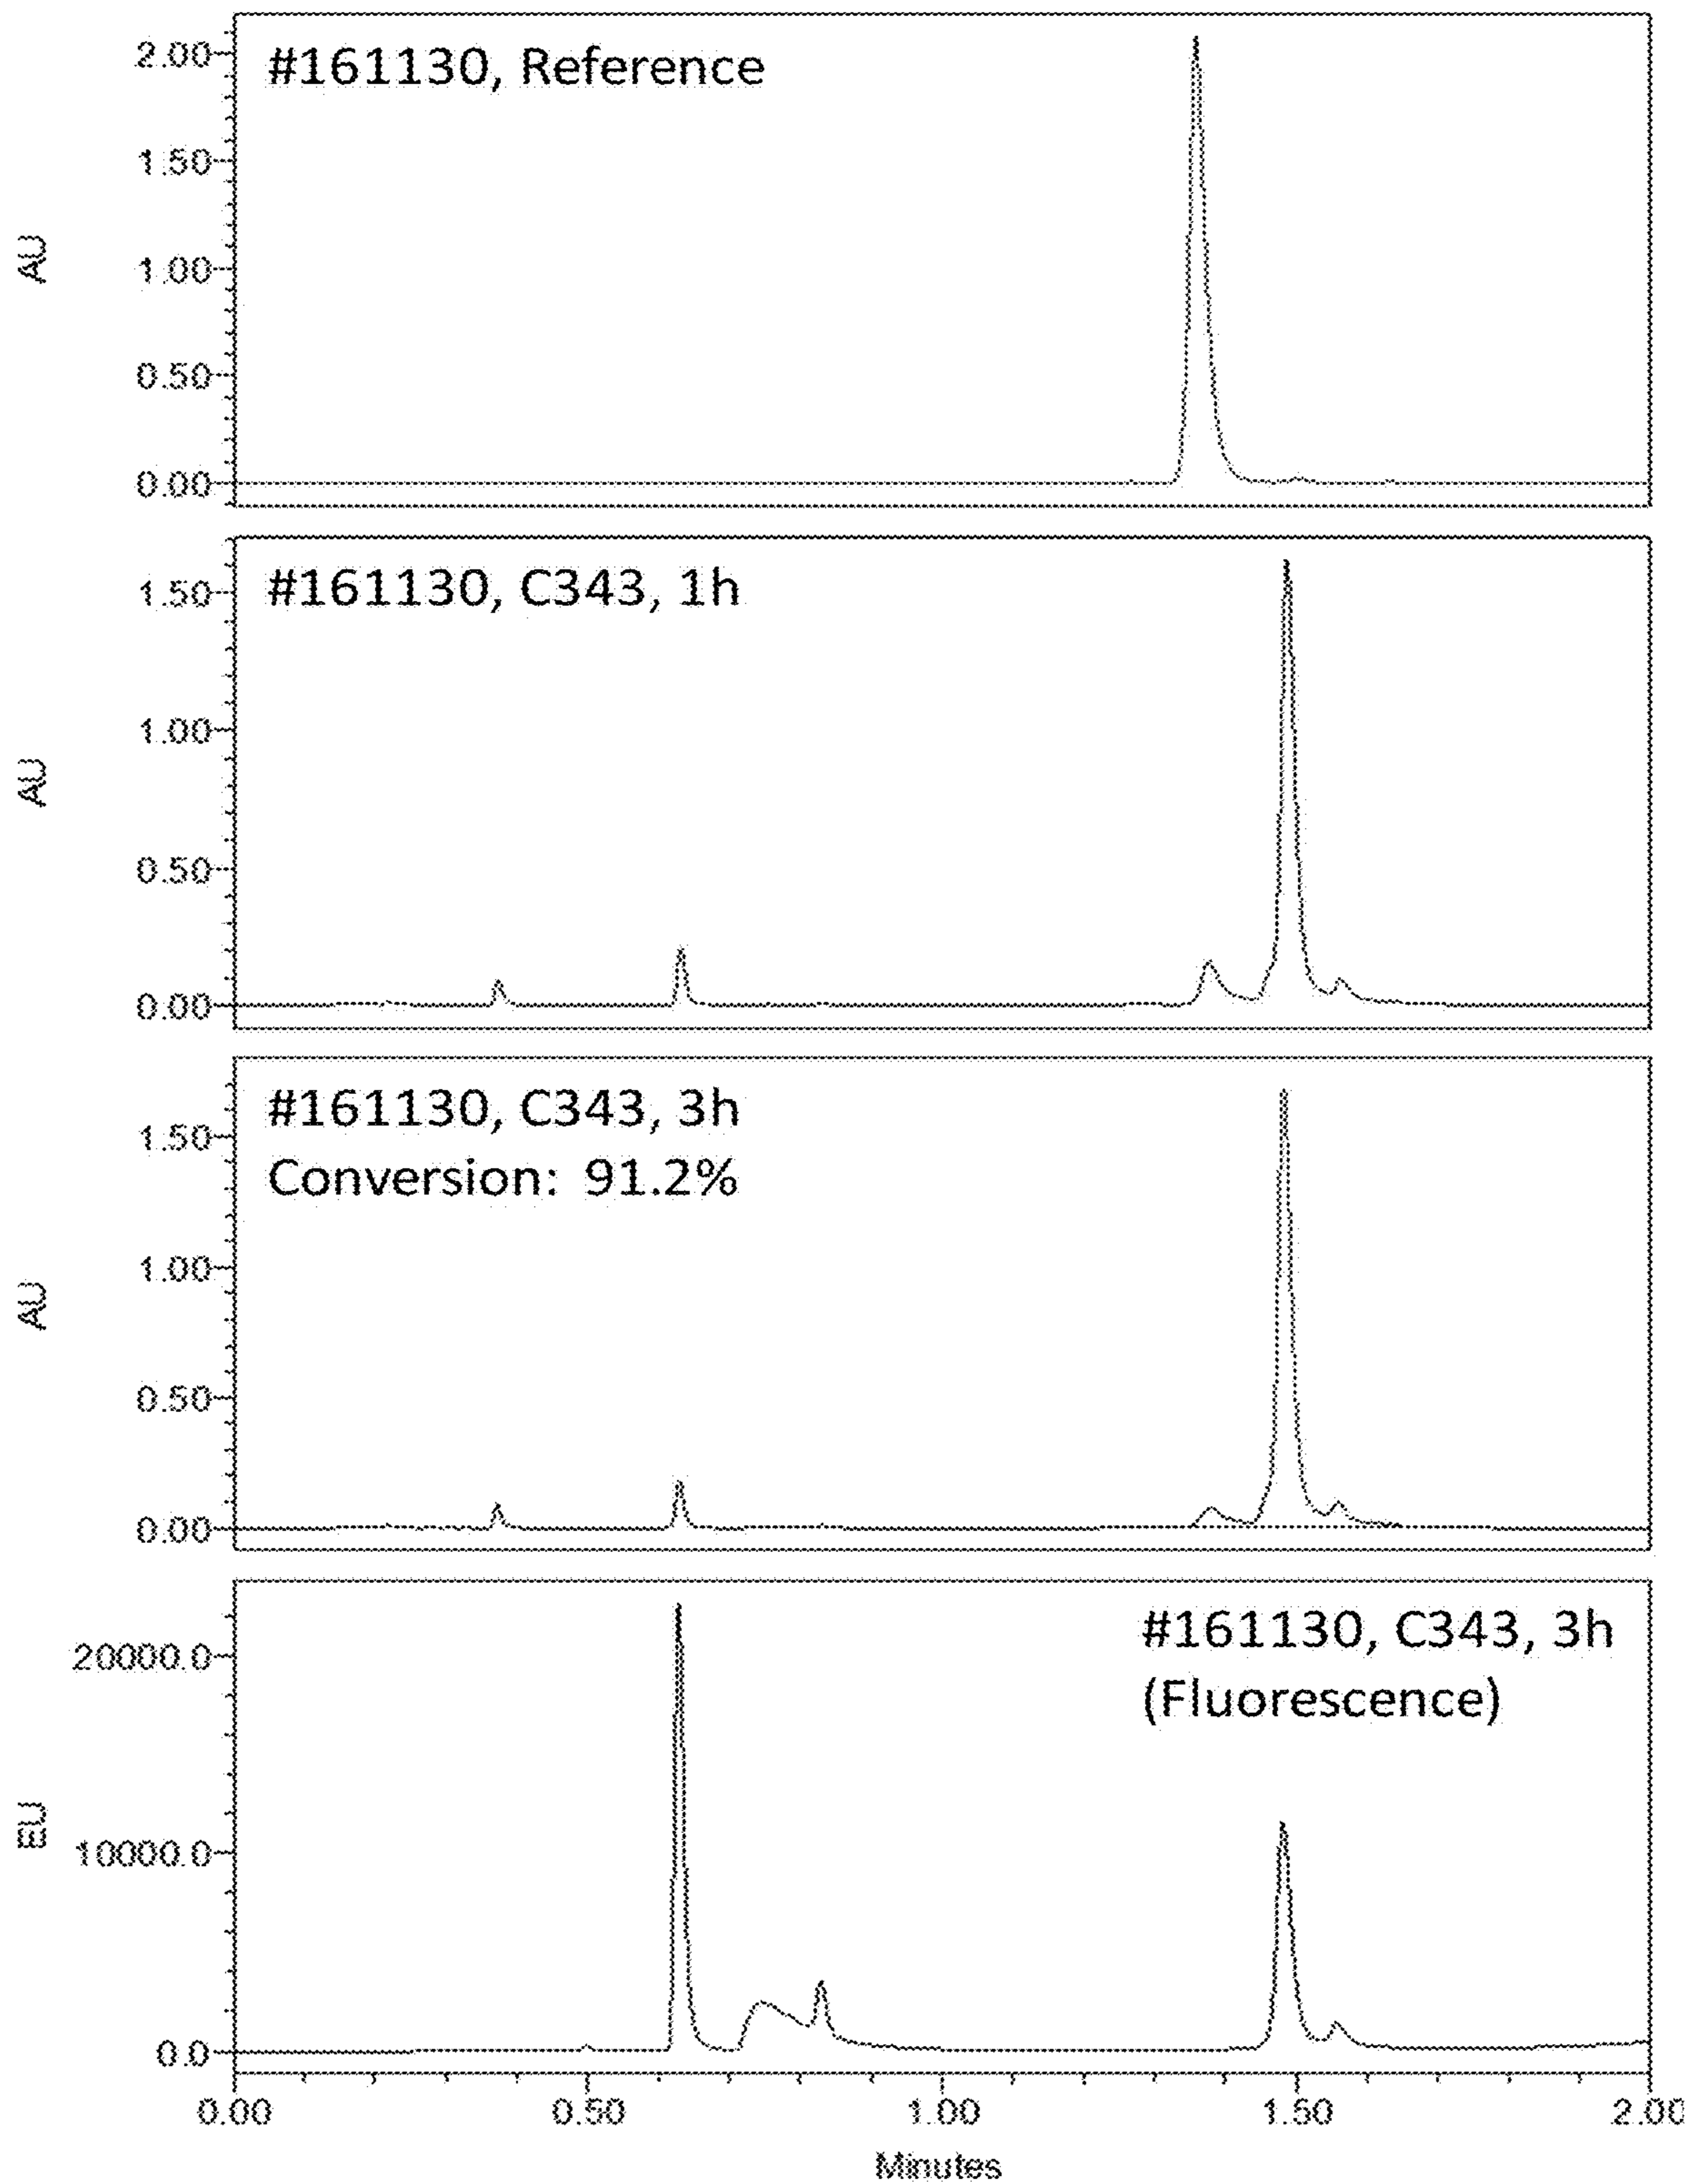 #161130, Reference
AU
2.00
1.50
1.00
0.50
0.00
#161130, C343, 1h
AU
1.50
1.00
0.50
0.00
#161130, C343, 3h
Conversion: 91.2%
AU
1.50
1.00
0.50
0.00
#161130, C343, 3h
(Fluorescence)
EU
20000.0
10000.0
0.0
0.00 0.50 1.00 1.50 2.00
Minutes